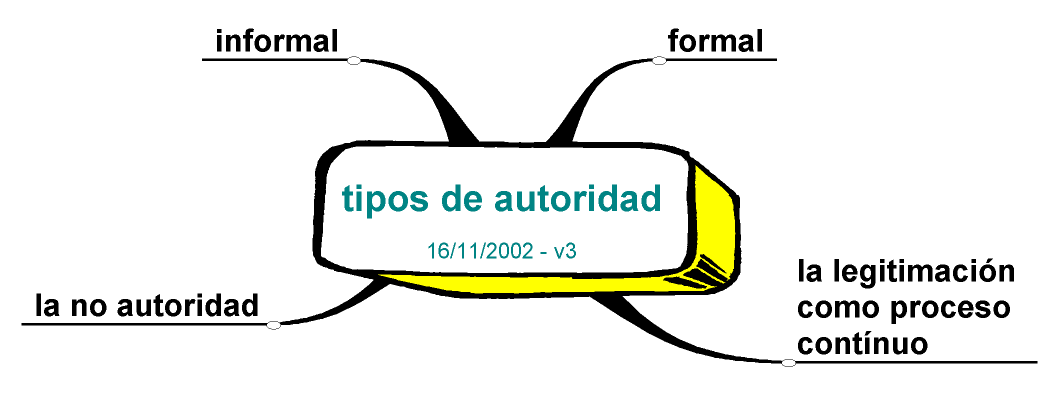 informal
formal
tipos de autoridad
16/11/2002 - v3
la no autoridad
la legitimación
como proceso
contínuo